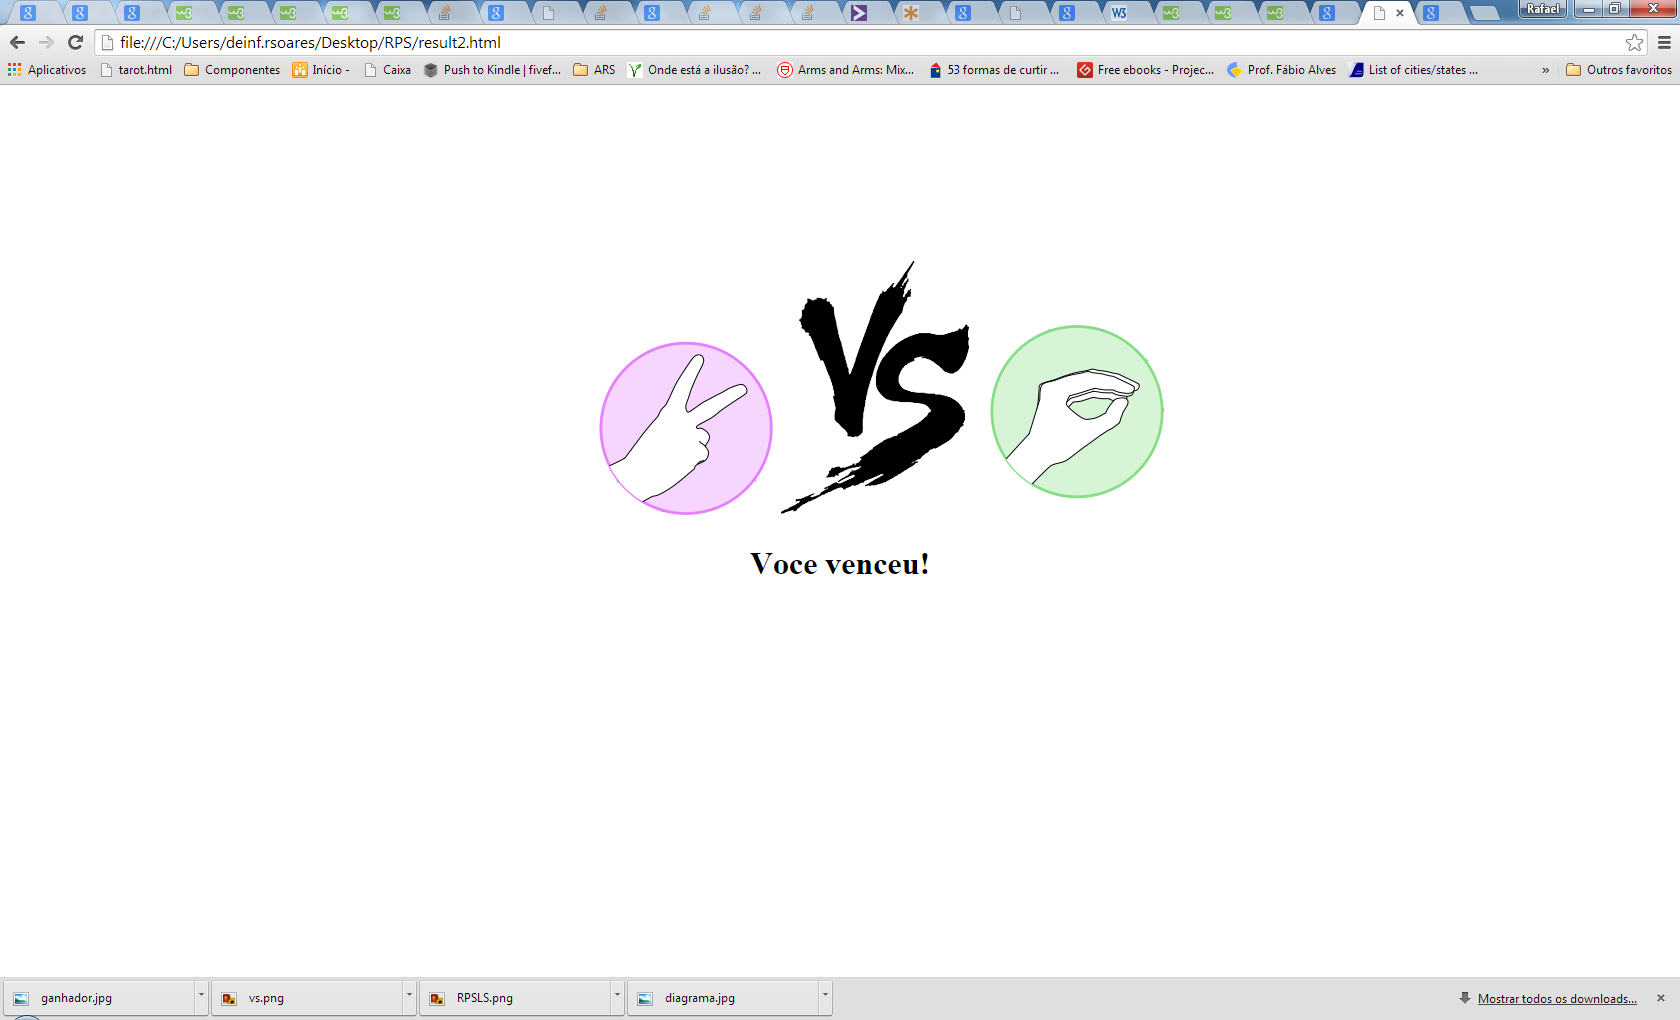 Rafael
file:///C:/Users/deinf.rsoares/Desktop/RPS/result2.html
Aplicativos tarot.html Componentes Início - Caixa Push to Kindle | fivef... ARS Onde está a ilusão? ... Arms and Arms: Mix... 53 formas de curtir ... Free ebooks - Projec... Prof. Fábio Alves List of cities/states ... » Outros favoritos
VS
Voce venceu!
ganhador.jpg vs.png RPSLS.png diagrama.jpg Mostrar todos os downloads...